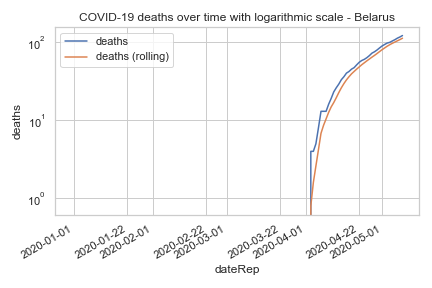 COVID-19 deaths over time with logarithmic scale - Belarus
deaths
deaths (rolling)
10²
10¹
10⁰
deaths
2020-01-01
2020-01-22
2020-02-01
2020-02-22
2020-03-01
2020-03-22
2020-04-01
2020-04-22
2020-05-01
dateRep